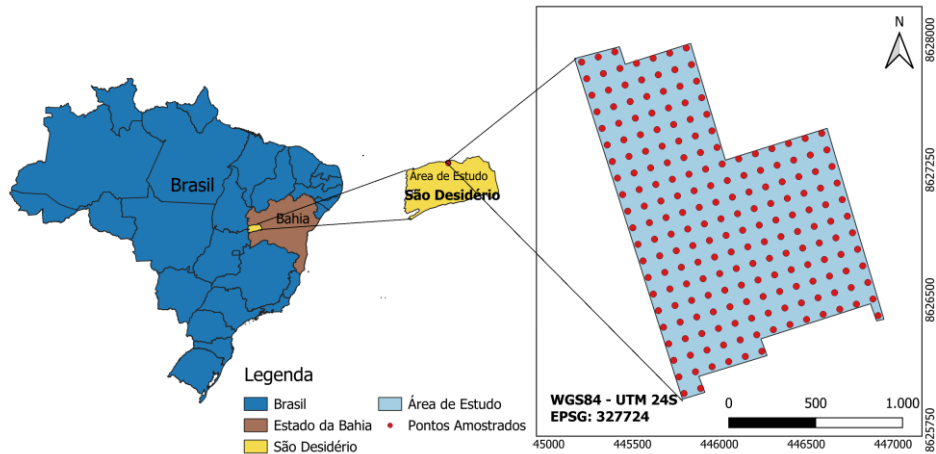 N
8628000
8627250
8626500
8625750
Brasil
Bahia
Área de Estudo
São Desidério
Legenda
Brasil
Estado da Bahia
São Desidério
Área de Estudo
Pontos Amostrados
WGS84 - UTM 24S
EPSG: 327724
0 500 1.000
45000 445500 446000 446500 447000